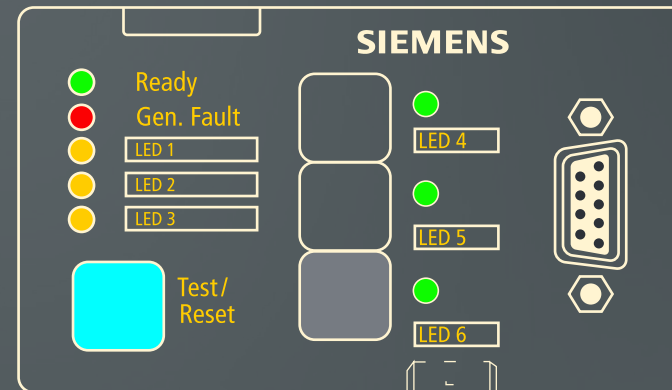 SIEMENS
Ready
Gen. Fault
LED 1
LED 2
LED 3
Test/
Reset
LED 4
LED 5
LED 6